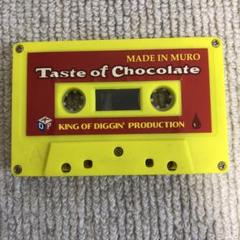 MADE IN MURO
Taste of Chocolate
KING OF DIGGIN' PRODUCTION